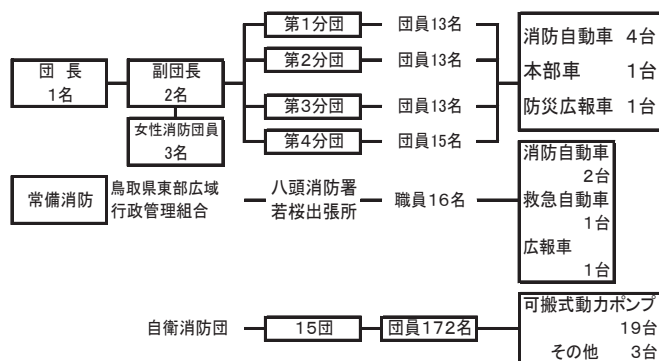 団 長
1名
副団長
2名
女性消防団員
3名
第1分団 団員13名
第2分団 団員13名
第3分団 団員13名
第4分団 団員15名
消防自動車 4台
本部車 1台
防災広報車 1台
常備消防
鳥取県東部広域
行政管理組合
八頭消防署
若桜出張所
職員16名
消防自動車
2台
救急自動車
1台
広報車
1台
自衛消防団 15団 団員172名
可搬式動力ポンプ
19台
その他 3台